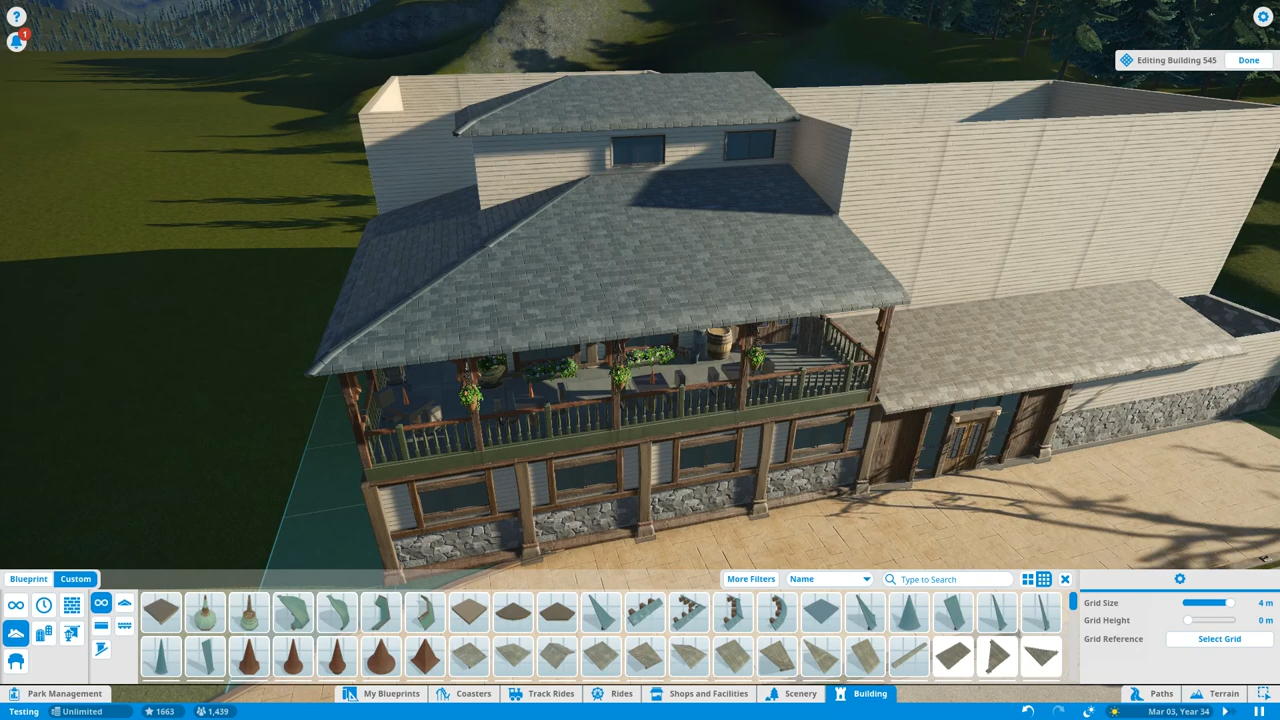 ?
1
Editing Building 545 Done
Blueprint Custom
More Filters Name Type to Search
Grid Size 4 m
Grid Height 0 m
Grid Reference Select Grid
Park Management My Blueprints Coasters Track Rides Rides Shops and Facilities Scenery Building Paths Terrain
Testing Unlimited 1663 1,439 Mar 03, Year 34